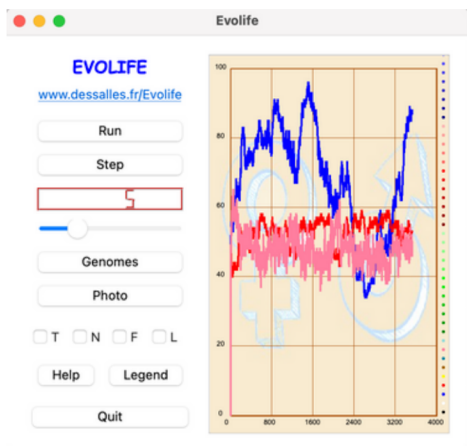 Evolife
EVOLIFE
www.dessalles.fr/Evolife
Run
Step
5
Genomes
Photo
T N F L
Help Legend
Quit
100
80
60
40
20
0
0 800 1600 2400 3200 4000